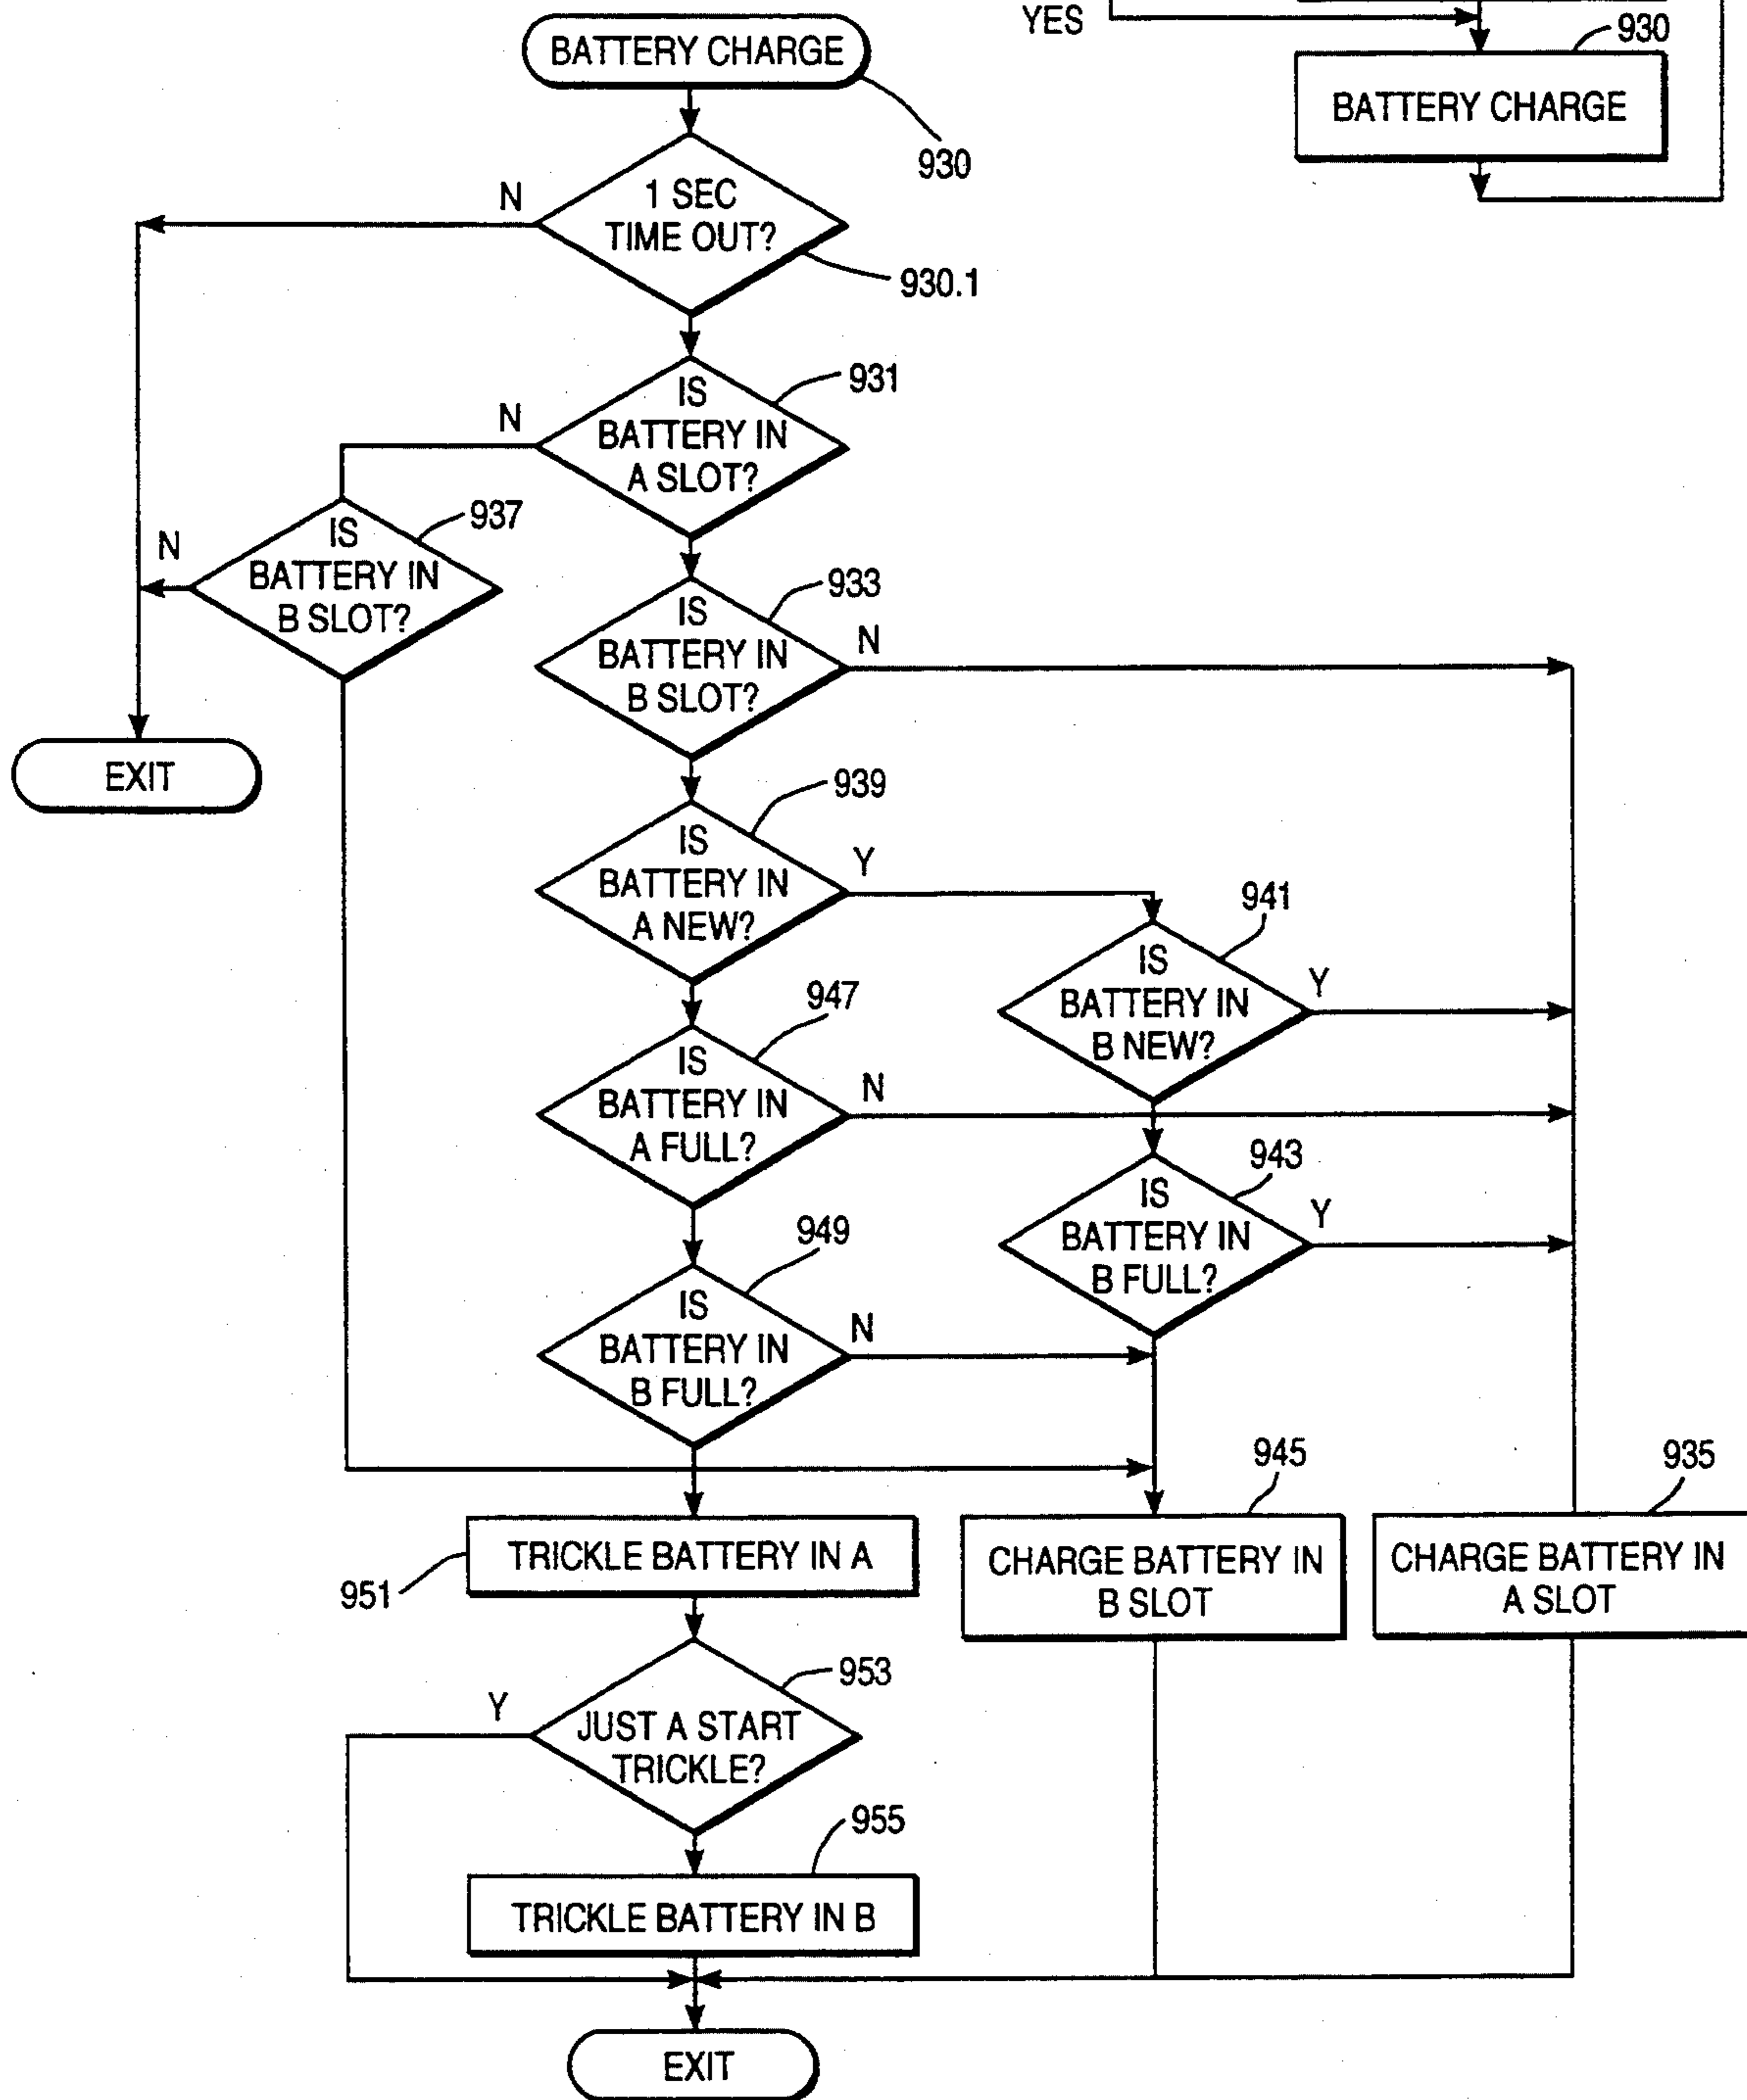 YES
930
BATTERY CHARGE
BATTERY CHARGE
930
N
1 SEC
TIME OUT?
930.1
931
N
IS
BATTERY IN
A SLOT?
937
N
IS
BATTERY IN
B SLOT?
933
IS
BATTERY IN
B SLOT?
N
EXIT
939
IS
BATTERY IN
A NEW?
Y
941
IS
BATTERY IN
B NEW?
Y
947
IS
BATTERY IN
A FULL?
N
943
IS
BATTERY IN
B FULL?
Y
949
IS
BATTERY IN
B FULL?
N
945
935
TRICKLE BATTERY IN A
951
CHARGE BATTERY IN
B SLOT
CHARGE BATTERY IN
A SLOT
953
Y
JUST A START
TRICKLE?
955
TRICKLE BATTERY IN B
EXIT